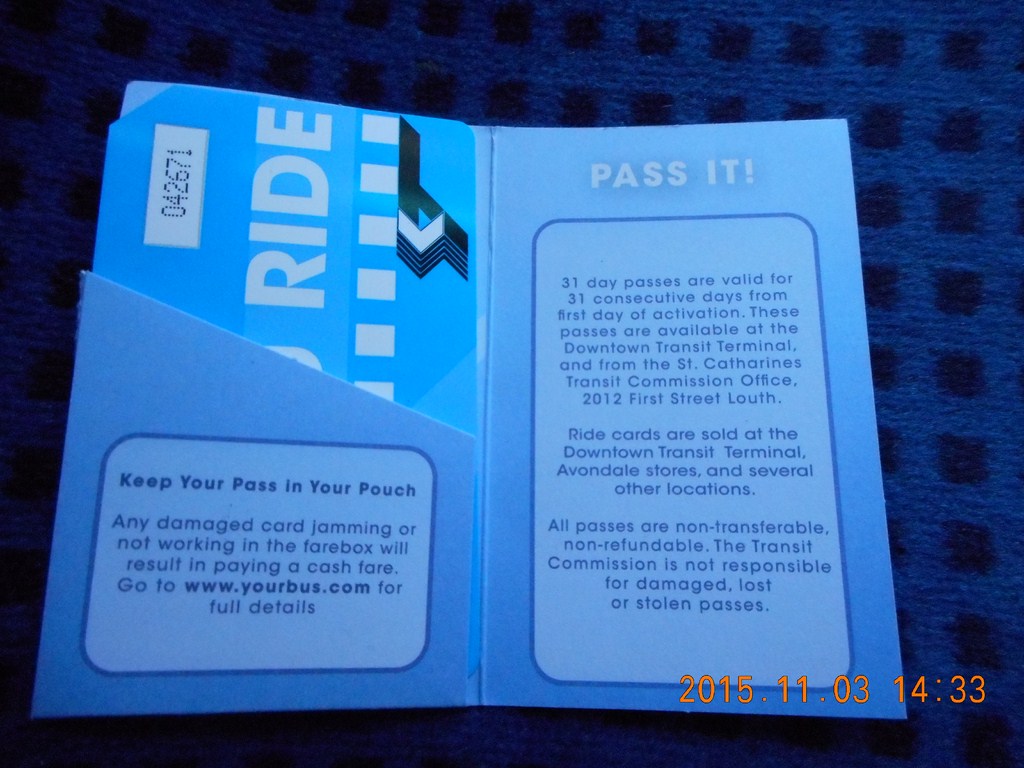 042671
RIDE
Keep Your Pass in Your Pouch
Any damaged card jamming or
not working in the farebox will
result in paying a cash fare.
Go to www.yourbus.com for
full details
PASS IT!
31 day passes are valid for
31 consecutive days from
first day of activation. These
passes are available at the
Downtown Transit Terminal,
and from the St. Catharines
Transit Commission Office,
2012 First Street Louth.
Ride cards are sold at the
Downtown Transit Terminal,
Avondale stores, and several
other locations.
All passes are non-transferable,
non-refundable. The Transit
Commission is not responsible
for damaged, lost
or stolen passes.
2015.11.03 14:33